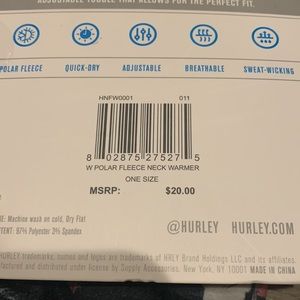 ADJUSTABLE TOGGLE THAT ALLOWS FOR THE PERFECT FIT.
POLAR FLEECE QUICK-DRY ADJUSTABLE BREATHABLE SWEAT-WICKING
HNFW0001 011
8 02875 27527 5
W POLAR FLEECE NECK WARMER
ONE SIZE
MSRP: $20.00
RE: Machine wash on cold, Dry Flat
NTENT: 97% Polyester 3% Spandex
@HURLEY HURLEY.COM
HURLEY trademarks, names and logos are trademarks of HRLY Brand Holdings LLC and its affiliates.
factured and distributed under license by Supply Accessories. New York, NY 10001 MADE IN CHINA